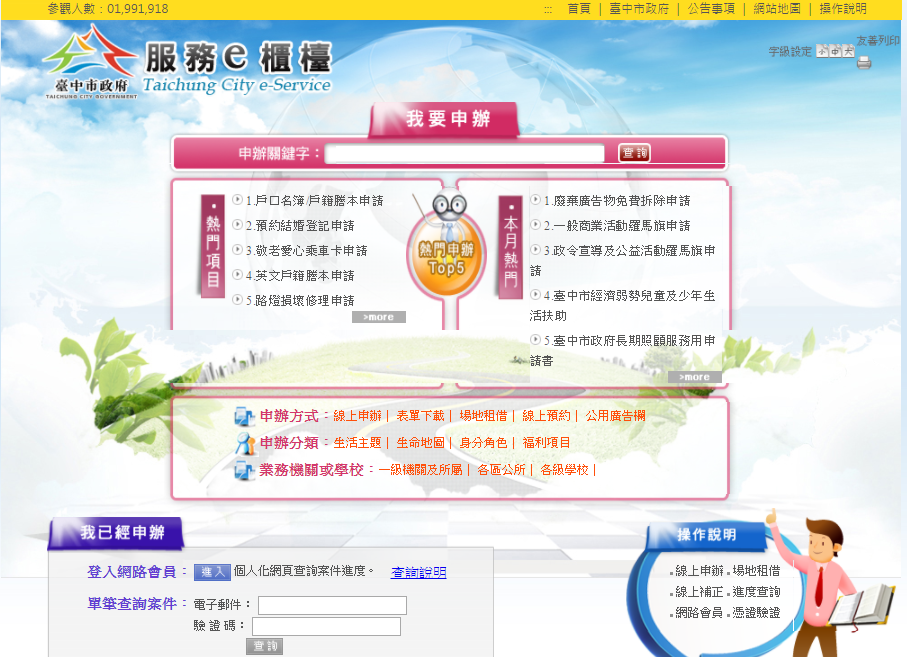 參觀人數：01,991,918
::: 首頁 | 臺中市政府 | 公告事項 | 網站地圖 | 操作說明
友善列印
字級設定 小 中 大
臺中市政府
TAICHUNG CITY GOVERNMENT
服務e櫃檯
Taichung City e-Service
我要申辦
申辦關鍵字： 查詢
熱門項目
1.戶口名簿/戶籍謄本申請
2.預約結婚登記申請
3.敬老愛心乘車卡申請
4.英文戶籍謄本申請
5.路燈損壞修理申請
>more
熱門申辦
Top5
本月熱門
1.廢棄廣告物免費拆除申請
2.一般商業活動羅馬旗申請
3.政令宣導及公益活動羅馬旗申
請
4.臺中市經濟弱勢兒童及少年生
活扶助
5.臺中市政府長期照顧服務用申
請書
>more
申辦方式：線上申辦| 表單下載| 場地租借| 線上預約| 公用廣告欄
申辦分類：生活主題| 生命地圖| 身分角色| 福利項目
業務機關或學校：一級機關及所屬| 各區公所| 各級學校|
我已經申辦
登入網路會員： 進入 個人化網頁查詢案件進度。 查詢說明
單筆查詢案件： 電子郵件：
驗證碼：
查詢
操作說明
線上申辦 場地租借
線上補正 進度查詢
網路會員 憑證驗證